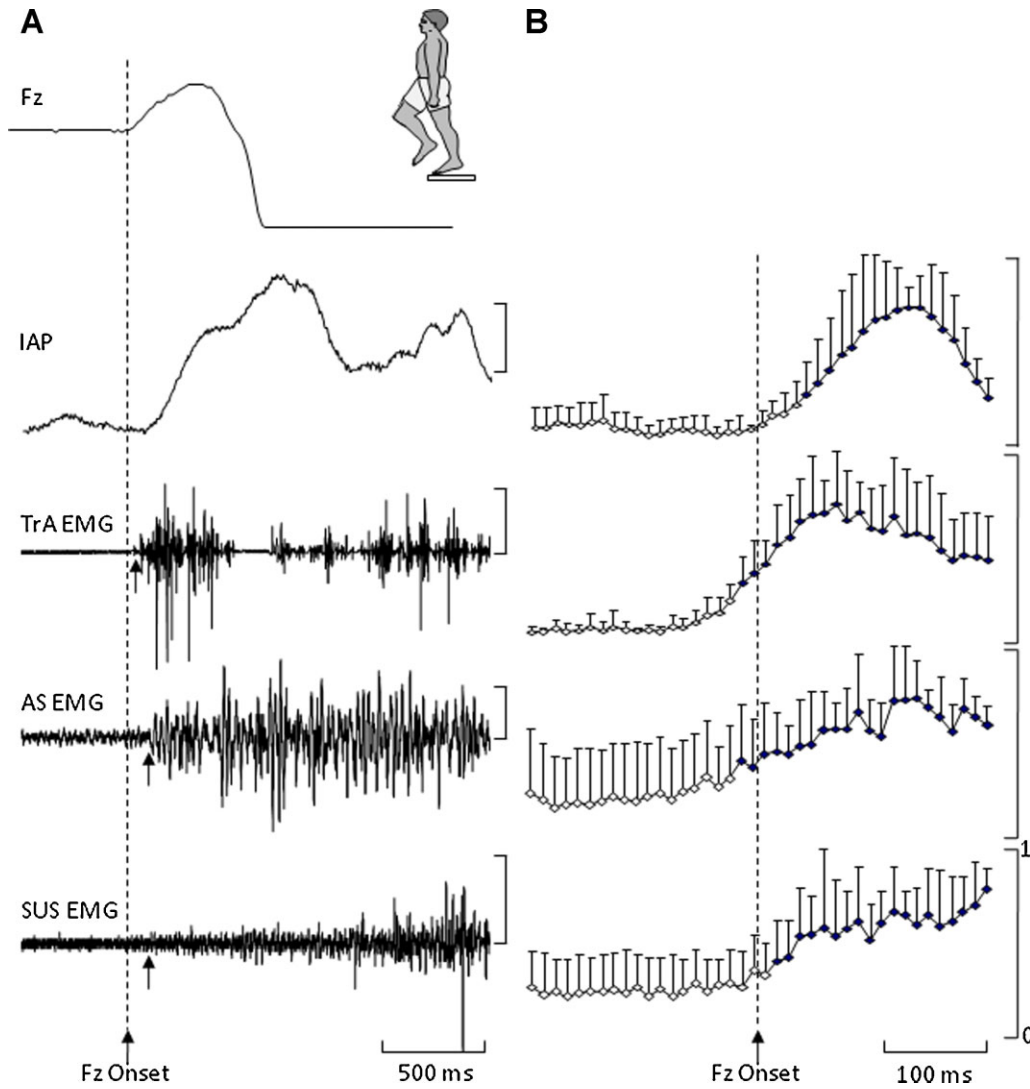 A
B
Fz
IAP
TrA EMG
AS EMG
SUS EMG
1
0
Fz Onset
500 ms
Fz Onset
100 ms